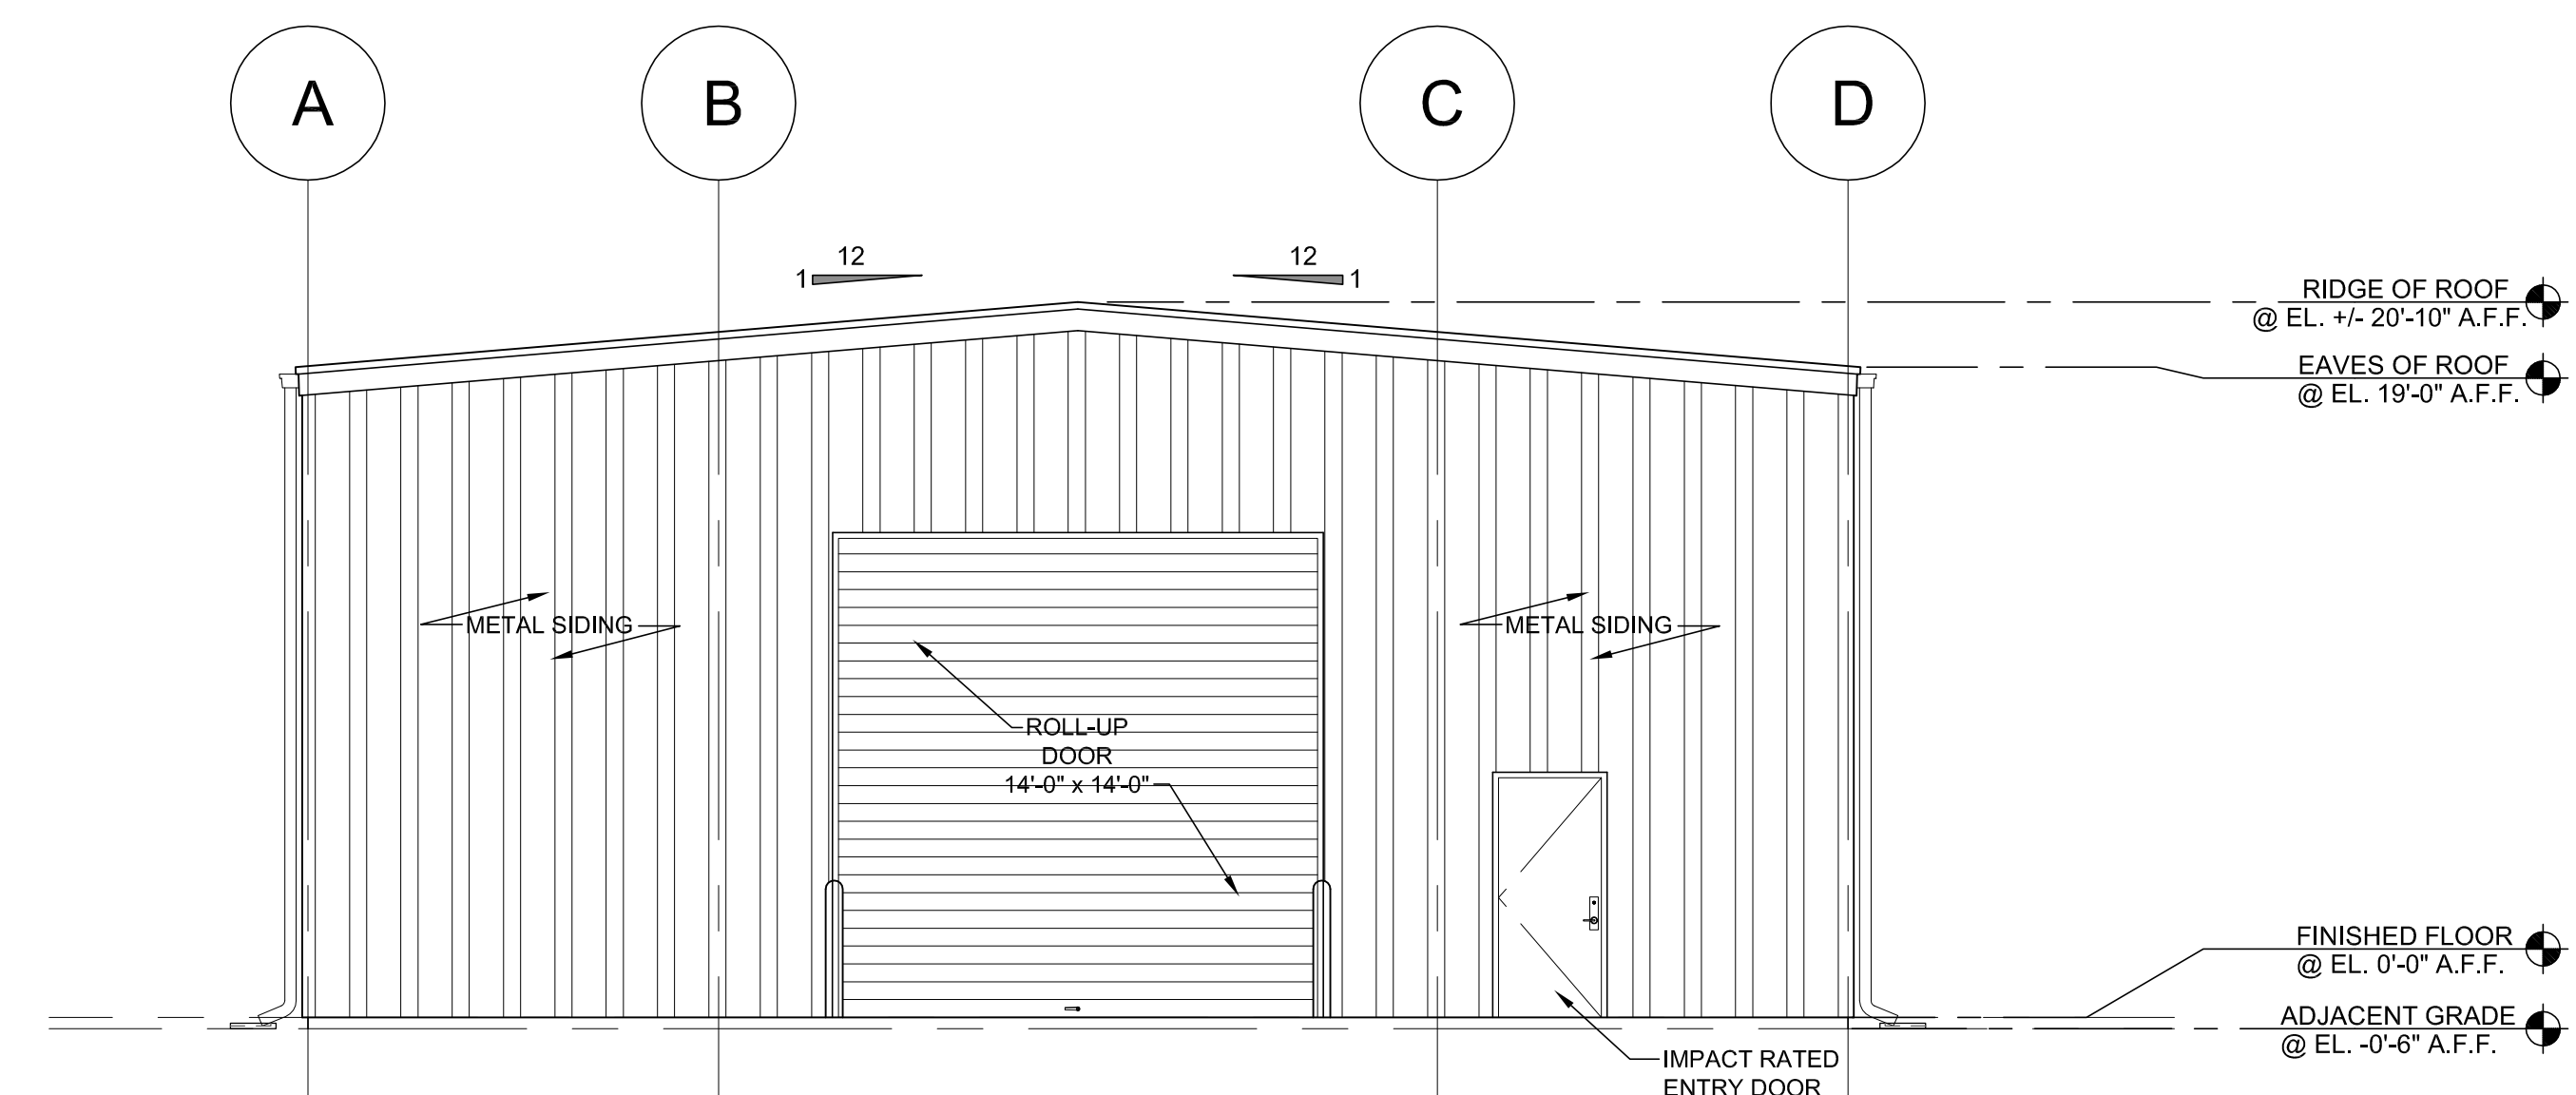 A
B
C
D
12
1
12
1
RIDGE OF ROOF
@ EL. +/- 20'-10" A.F.F.
EAVES OF ROOF
@ EL. 19'-0" A.F.F.
METAL SIDING
METAL SIDING
ROLL-UP
DOOR
14'-0" x 14'-0"
FINISHED FLOOR
@ EL. 0'-0" A.F.F.
ADJACENT GRADE
@ EL. -0'-6" A.F.F.
IMPACT RATED
ENTRY DOOR